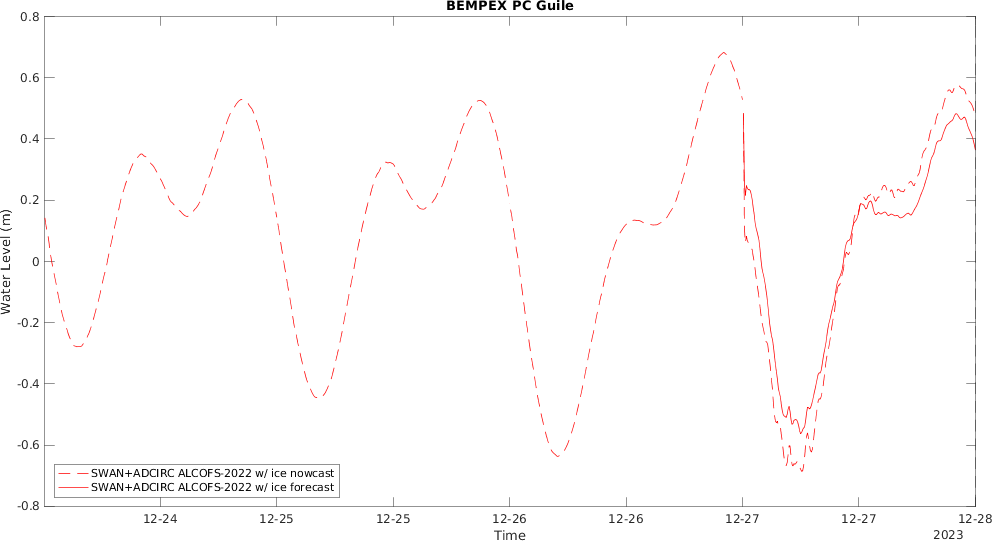 BEMPEX PC Guile
0.8
0.6
0.4
0.2
0
-0.2
-0.4
-0.6
-0.8
Water Level (m)
SWAN+ADCIRC ALCOFS-2022 w/ ice nowcast
SWAN+ADCIRC ALCOFS-2022 w/ ice forecast
12-24 12-25 12-25 12-26 12-26 12-27 12-27 12-28
Time
2023